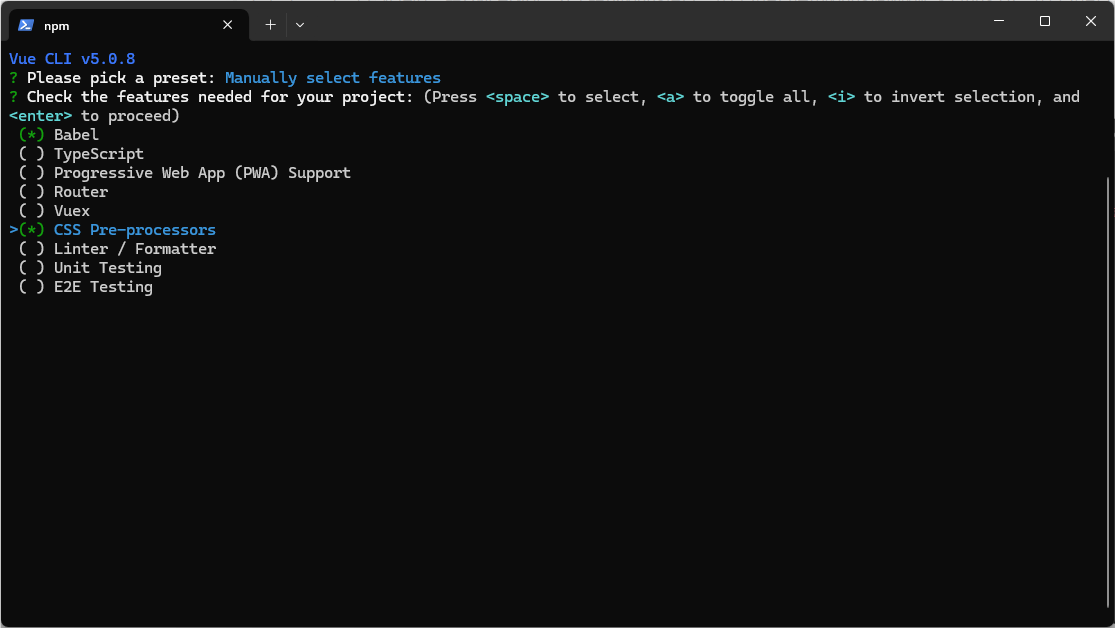 npm
Vue CLI v5.0.8
? Please pick a preset: Manually select features
? Check the features needed for your project: (Press <space> to select, <a> to toggle all, <i> to invert selection, and
<enter> to proceed)
(*) Babel
( ) TypeScript
( ) Progressive Web App (PWA) Support
( ) Router
( ) Vuex
>(*) CSS Pre-processors
( ) Linter / Formatter
( ) Unit Testing
( ) E2E Testing